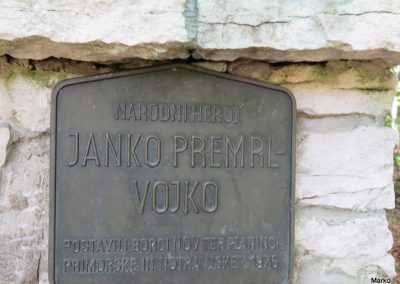 NARODNI HEROJ
JANKO PREMRL-
VOJKO
POSTAVILI BORCI NOV TER PLANINCI
PRIMORSKE IN NOTRANJSKE · 1975
Marko